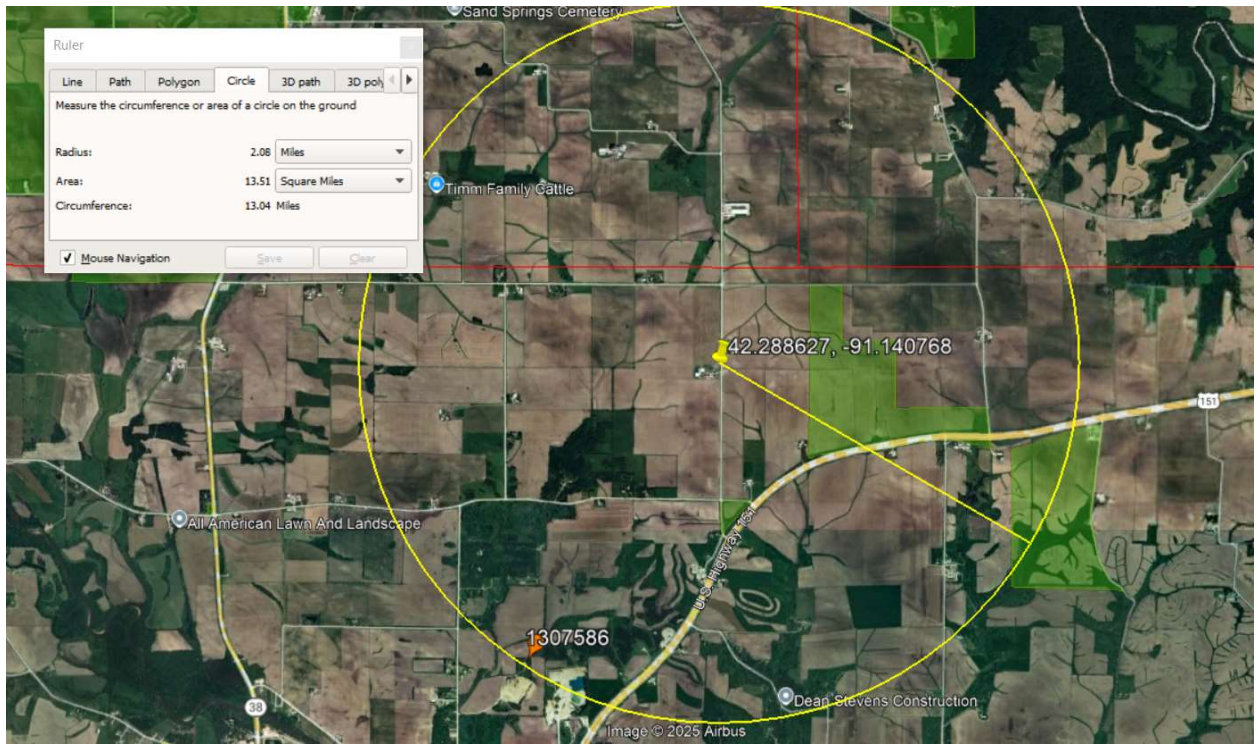 Sand Springs Cemetery
Ruler
Line Path Polygon Circle 3D path 3D poly
Measure the circumference or area of a circle on the ground
Radius: 2.08 Miles
Area: 13.51 Square Miles
Circumference: 13.04 Miles
Mouse Navigation Save Clear
Timm Family Cattle
42.288627, -91.140768
151
All American Lawn And Landscape
U.S. Highway 151
1307586
38
Dean Stevens Construction
Image © 2025 Airbus